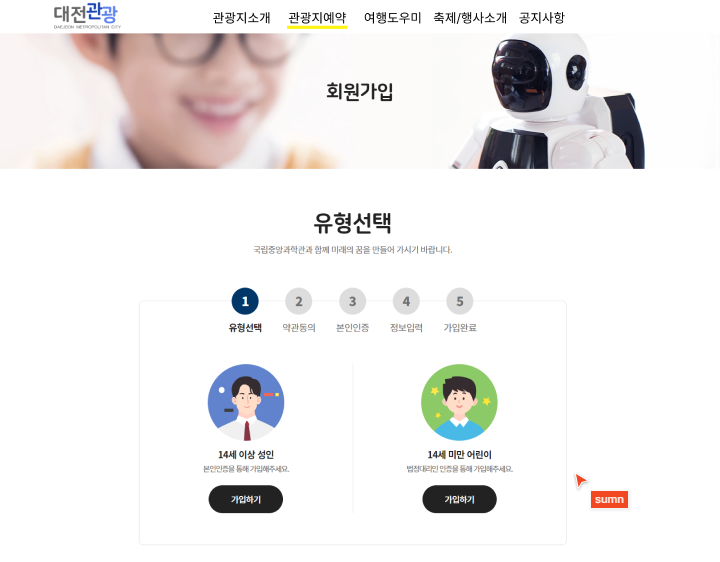 대전관광
DAEJEON METROPOLITAN CITY
관광지소개 관광지예약 여행도우미 축제/행사소개 공지사항
회원가입
유형선택
국립중앙과학관과 함께 미래의 꿈을 만들어 가시기 바랍니다.
1 2 3 4 5
유형선택 약관동의 본인인증 정보입력 가입완료
14세 이상 성인 14세 미만 어린이
본인인증을 통해 가입해주세요. 법정대리인 인증을 통해 가입해주세요.
가입하기 가입하기
sumn